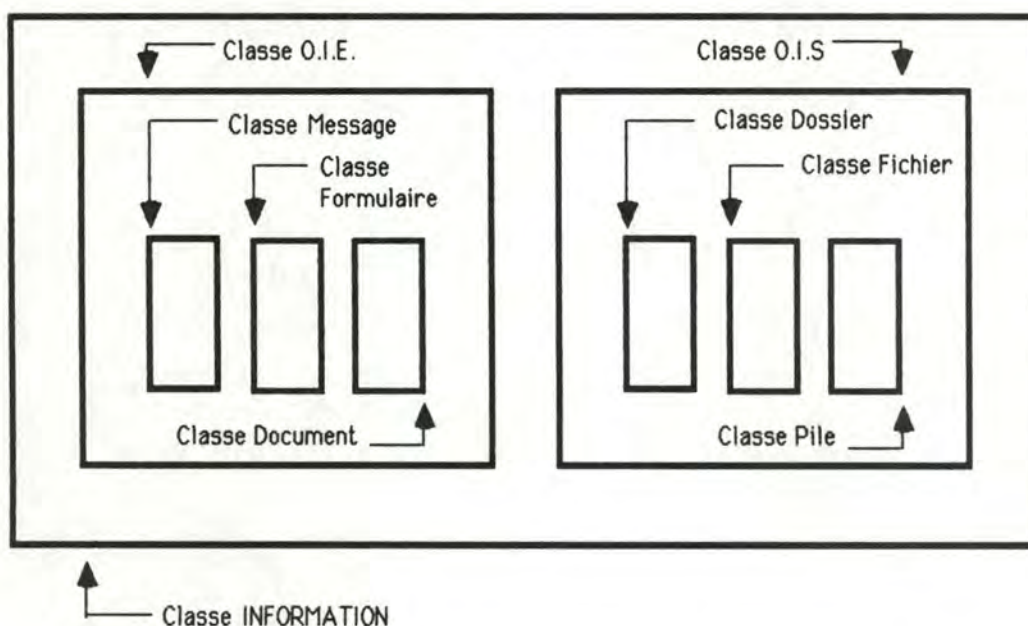 Classe O.I.E.
Classe O.I.S
Classe Message
Classe
Formulaire
Classe Document
Classe Dossier
Classe Fichier
Classe Pile
Classe INFORMATION